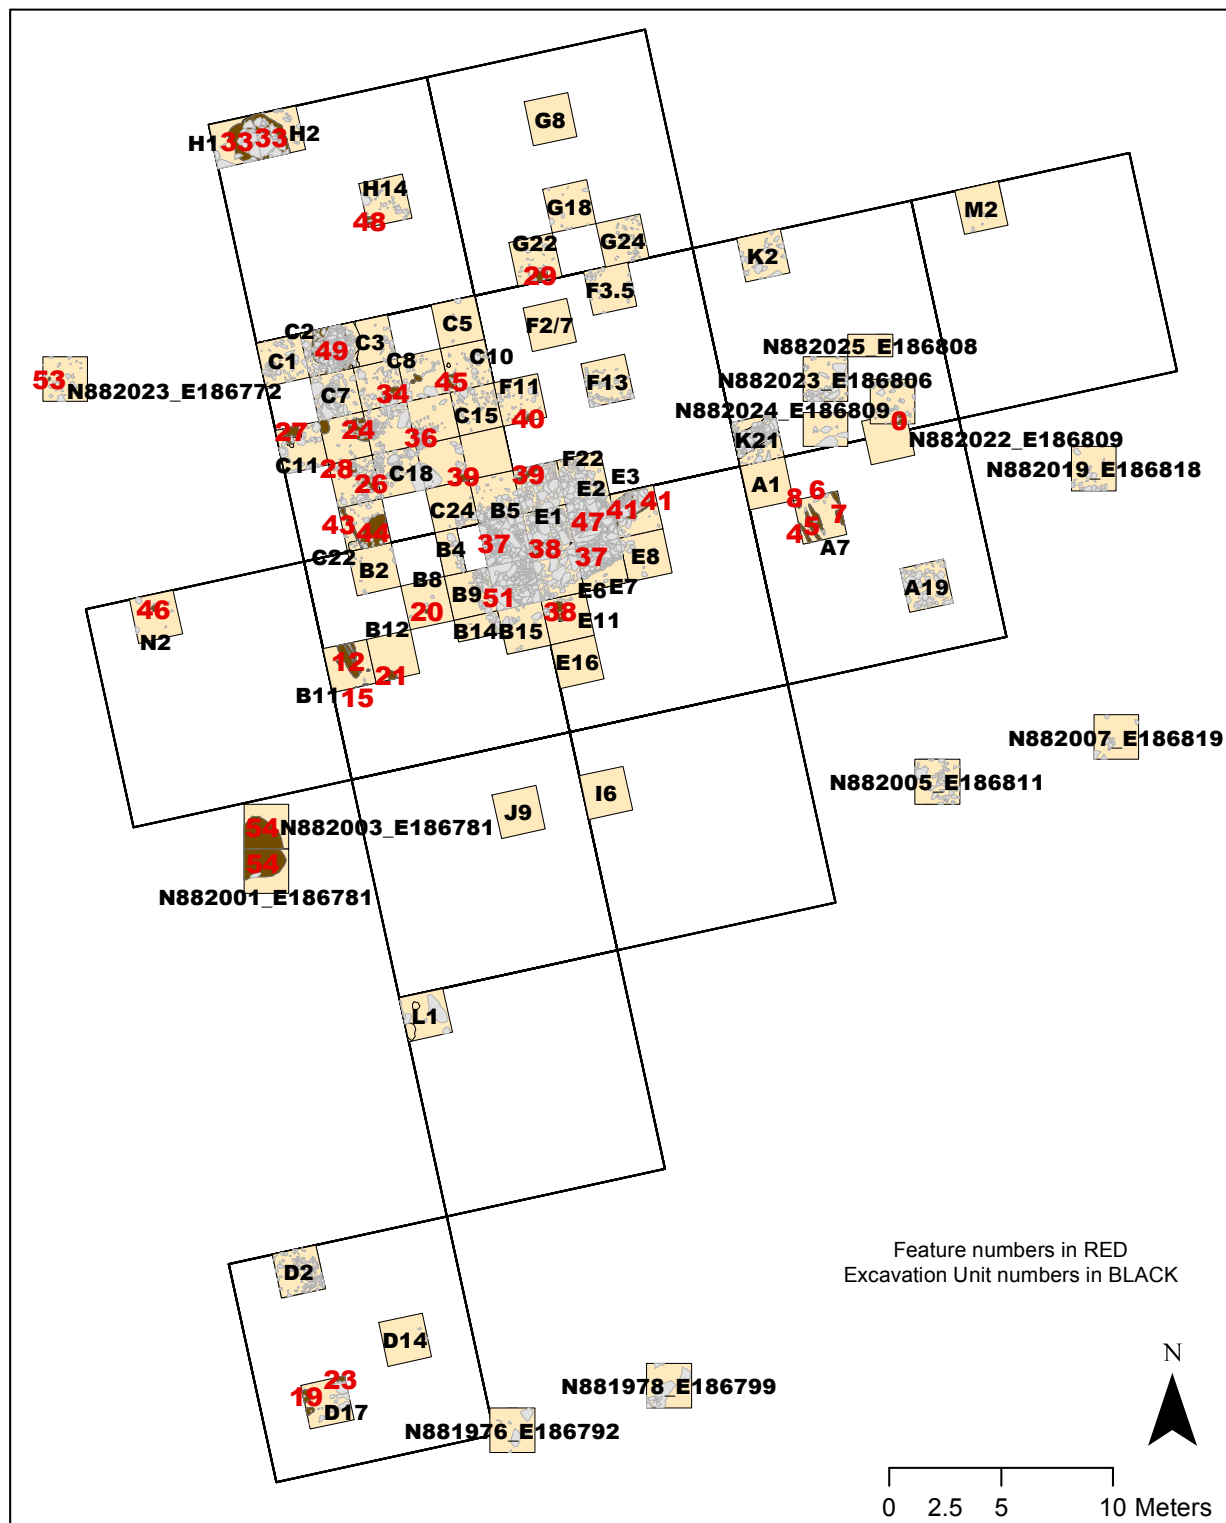 G8
H1 33 33 H2
H14
48
G18
M2
G22
G24
29
K2
F3.5
C2
C5
F2/7
C1
49
C3
C8
C10
N882025_E186808
53
N882023_E186772
C7
34
45
F11
F13
N882023_E186806
27
24
36
C15
40
N882024_E186809
0
C11
28
26
C18
39
39
F22
K21
N882022_E186809
N882019_E186818
E2
E3
A1
8
6
43
44
C24
B5
E1
47
41
41
4
5
7
C22
B2
B4
37
38
37
E8
A7
B8
B9
51
E6
E7
A19
46
N2
20
38
E11
B12
B14
B15
12
21
E16
B11
15
N882007_E186819
N882005_E186811
I6
J9
54
N882003_E186781
54
N882001_E186781
L1
Feature numbers in RED
Excavation Unit numbers in BLACK
D2
D14
N
23
19
D17
N881978_E186799
N881976_E186792
0 2.5 5 10 Meters